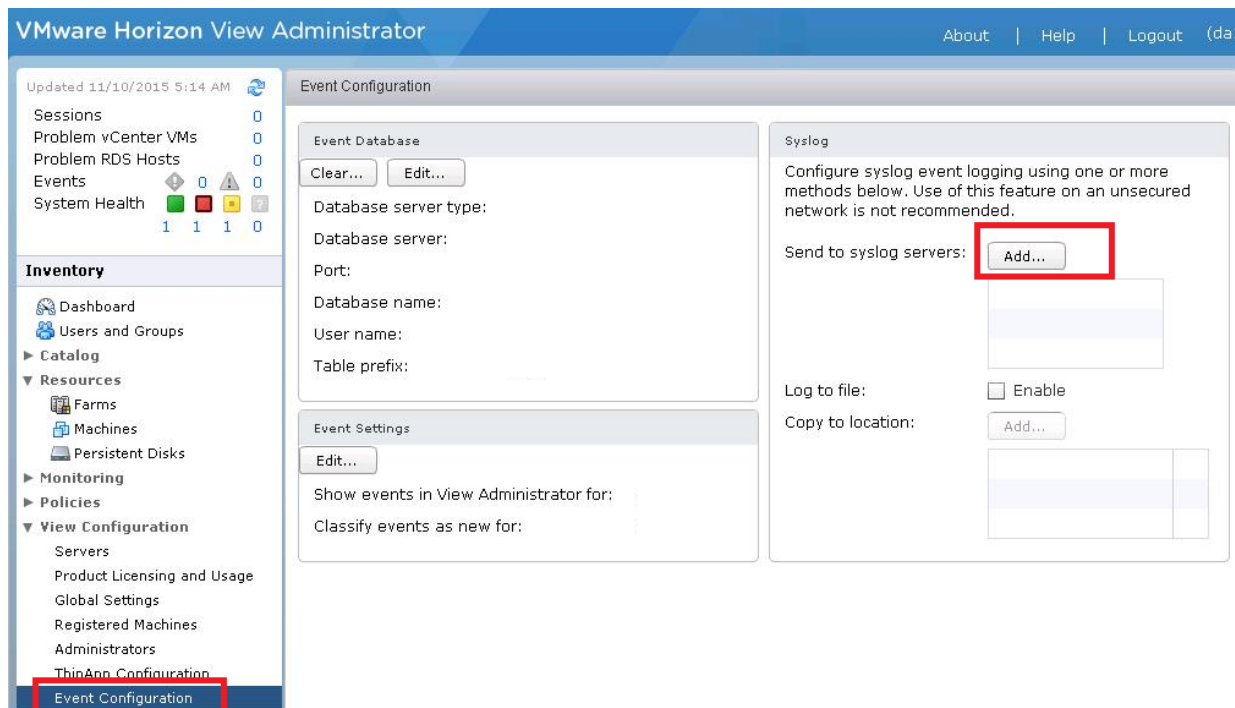 VMware Horizon View Administrator
About | Help | Logout (da
Updated 11/10/2015 5:14 AM
Sessions 0
Problem vCenter VMs 0
Problem RDS Hosts 0
Events 0 0
System Health
1 1 1 0
Inventory
Dashboard
Users and Groups
Catalog
Resources
Farms
Machines
Persistent Disks
Monitoring
Policies
View Configuration
Servers
Product Licensing and Usage
Global Settings
Registered Machines
Administrators
ThinApp Configuration
Event Configuration
Event Configuration
Event Database
Clear... Edit...
Database server type:
Database server:
Port:
Database name:
User name:
Table prefix:
Event Settings
Edit...
Show events in View Administrator for:
Classify events as new for:
Syslog
Configure syslog event logging using one or more
methods below. Use of this feature on an unsecured
network is not recommended.
Send to syslog servers: Add...
Log to file: Enable
Copy to location: Add...